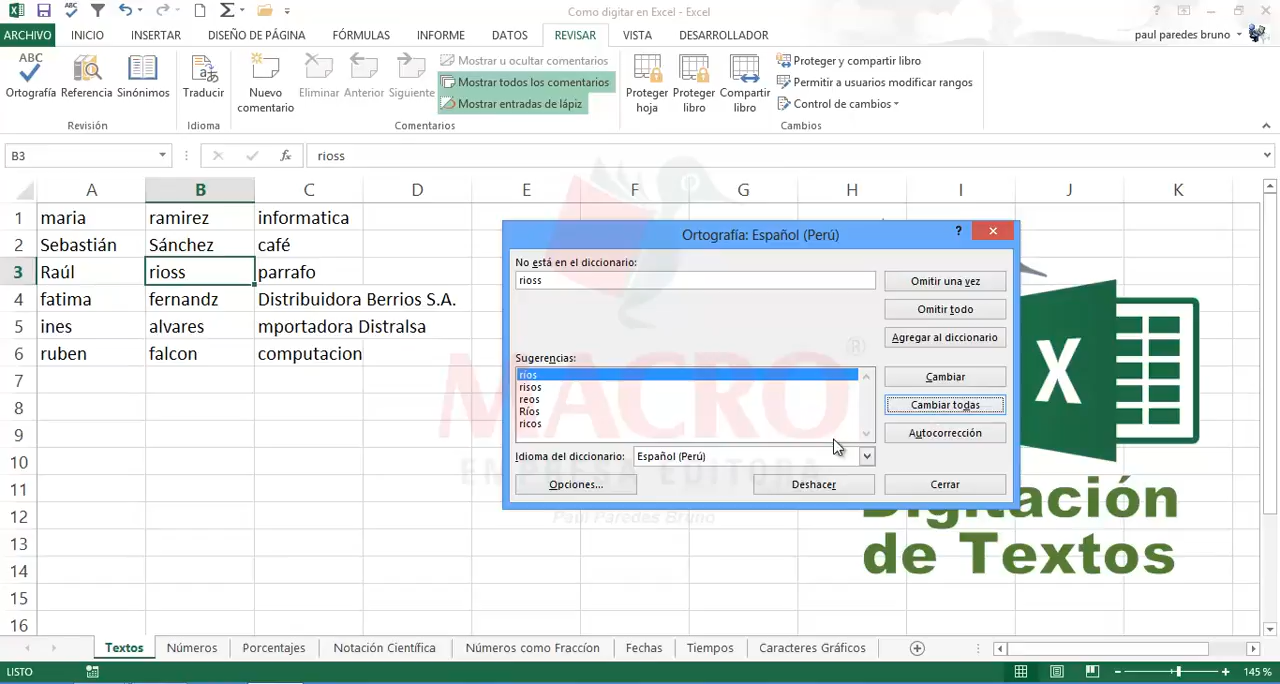 Como digitar en Excel - Excel
ARCHIVO INICIO INSERTAR DISEÑO DE PÁGINA FÓRMULAS INFORME DATOS REVISAR VISTA DESARROLLADOR paul paredes bruno
ABC
Ortografía Referencia Sinónimos Traducir Nuevo comentario Eliminar Anterior Siguiente
Mostrar u ocultar comentarios
Mostrar todos los comentarios
Mostrar entradas de lápiz
Proteger hoja Proteger libro Compartir libro
Proteger y compartir libro
Permitir a usuarios modificar rangos
Control de cambios
Revisión Idioma Comentarios Cambios
B3 fx rioss
A B C D E F G H I J K
1 maria ramirez informatica
2 Sebastián Sánchez café
3 Raúl rioss parrafo
4 fatima fernandz Distribuidora Berrios S.A.
5 ines alvares mportadora Distralsa
6 ruben falcon computacion
7
8
9
10
11
12
13
14
15
16
Ortografía: Español (Perú)
No está en el diccionario:
rioss
Omitir una vez
Omitir todo
Agregar al diccionario
Sugerencias:
ríos
risos
reos
Ríos
ricos
Cambiar
Cambiar todas
Autocorrección
Idioma del diccionario: Español (Perú)
Opciones... Deshacer Cerrar
MACRO ®
EMPRESA EDITORA
Paul Paredes Bruno
X
Digitación
de Textos
Textos Números Porcentajes Notación Científica Números como Fracción Fechas Tiempos Caracteres Gráficos
LISTO 145 %